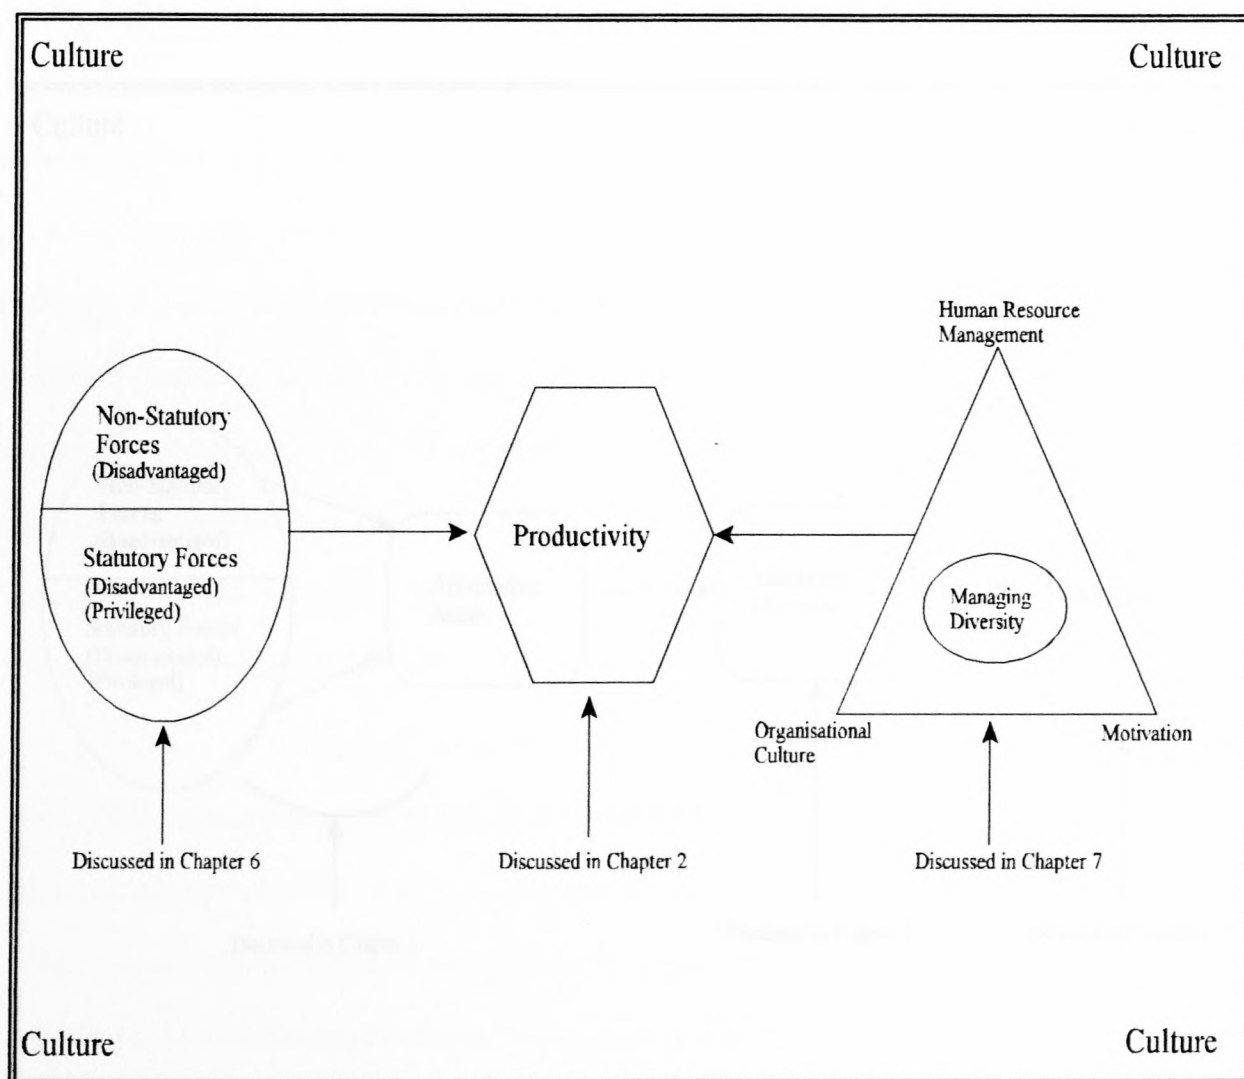 Culture
Culture
Human Resource
Management
Non-Statutory
Forces
(Disadvantaged)
Statutory Forces
(Disadvantaged)
(Privileged)
Productivity
Managing
Diversity
Organisational
Culture
Motivation
Discussed in Chapter 6
Discussed in Chapter 2
Discussed in Chapter 7
Culture
Culture